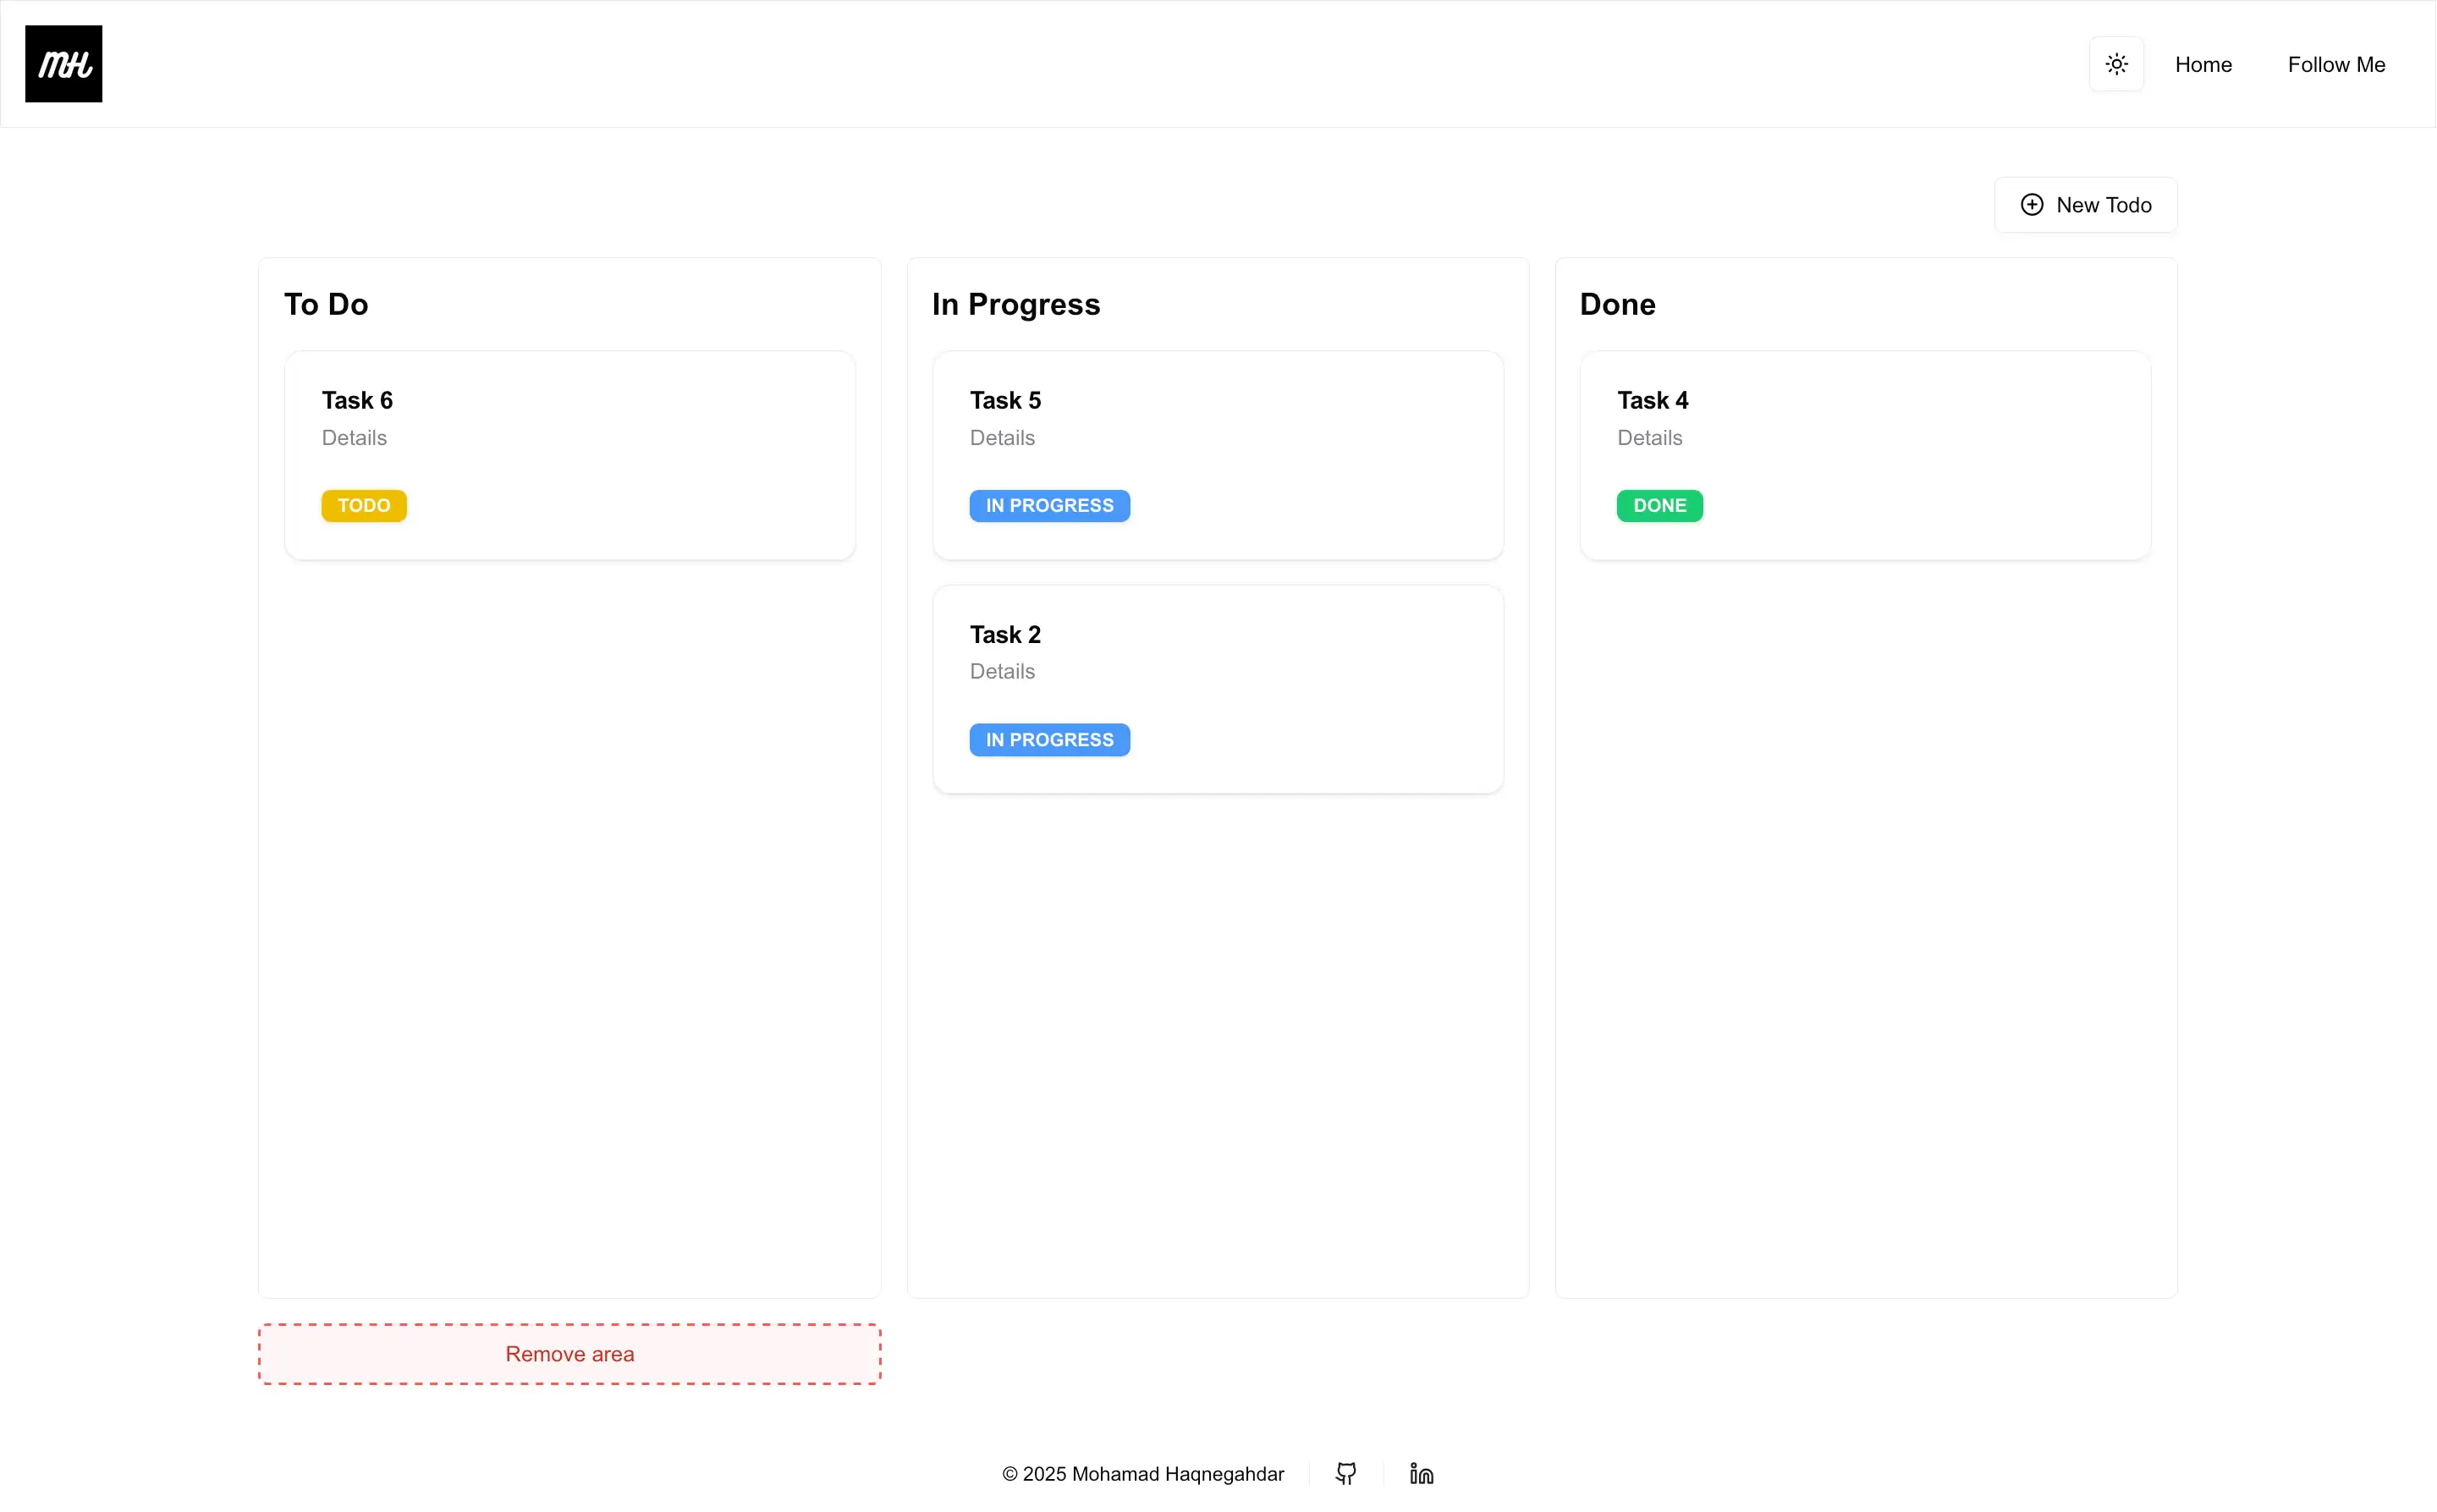 MH
Home
Follow Me
New Todo
To Do
Task 6
Details
TODO
In Progress
Task 5
Details
IN PROGRESS
Task 2
Details
IN PROGRESS
Done
Task 4
Details
DONE
Remove area
© 2025 Mohamad Haqnegahdar
in